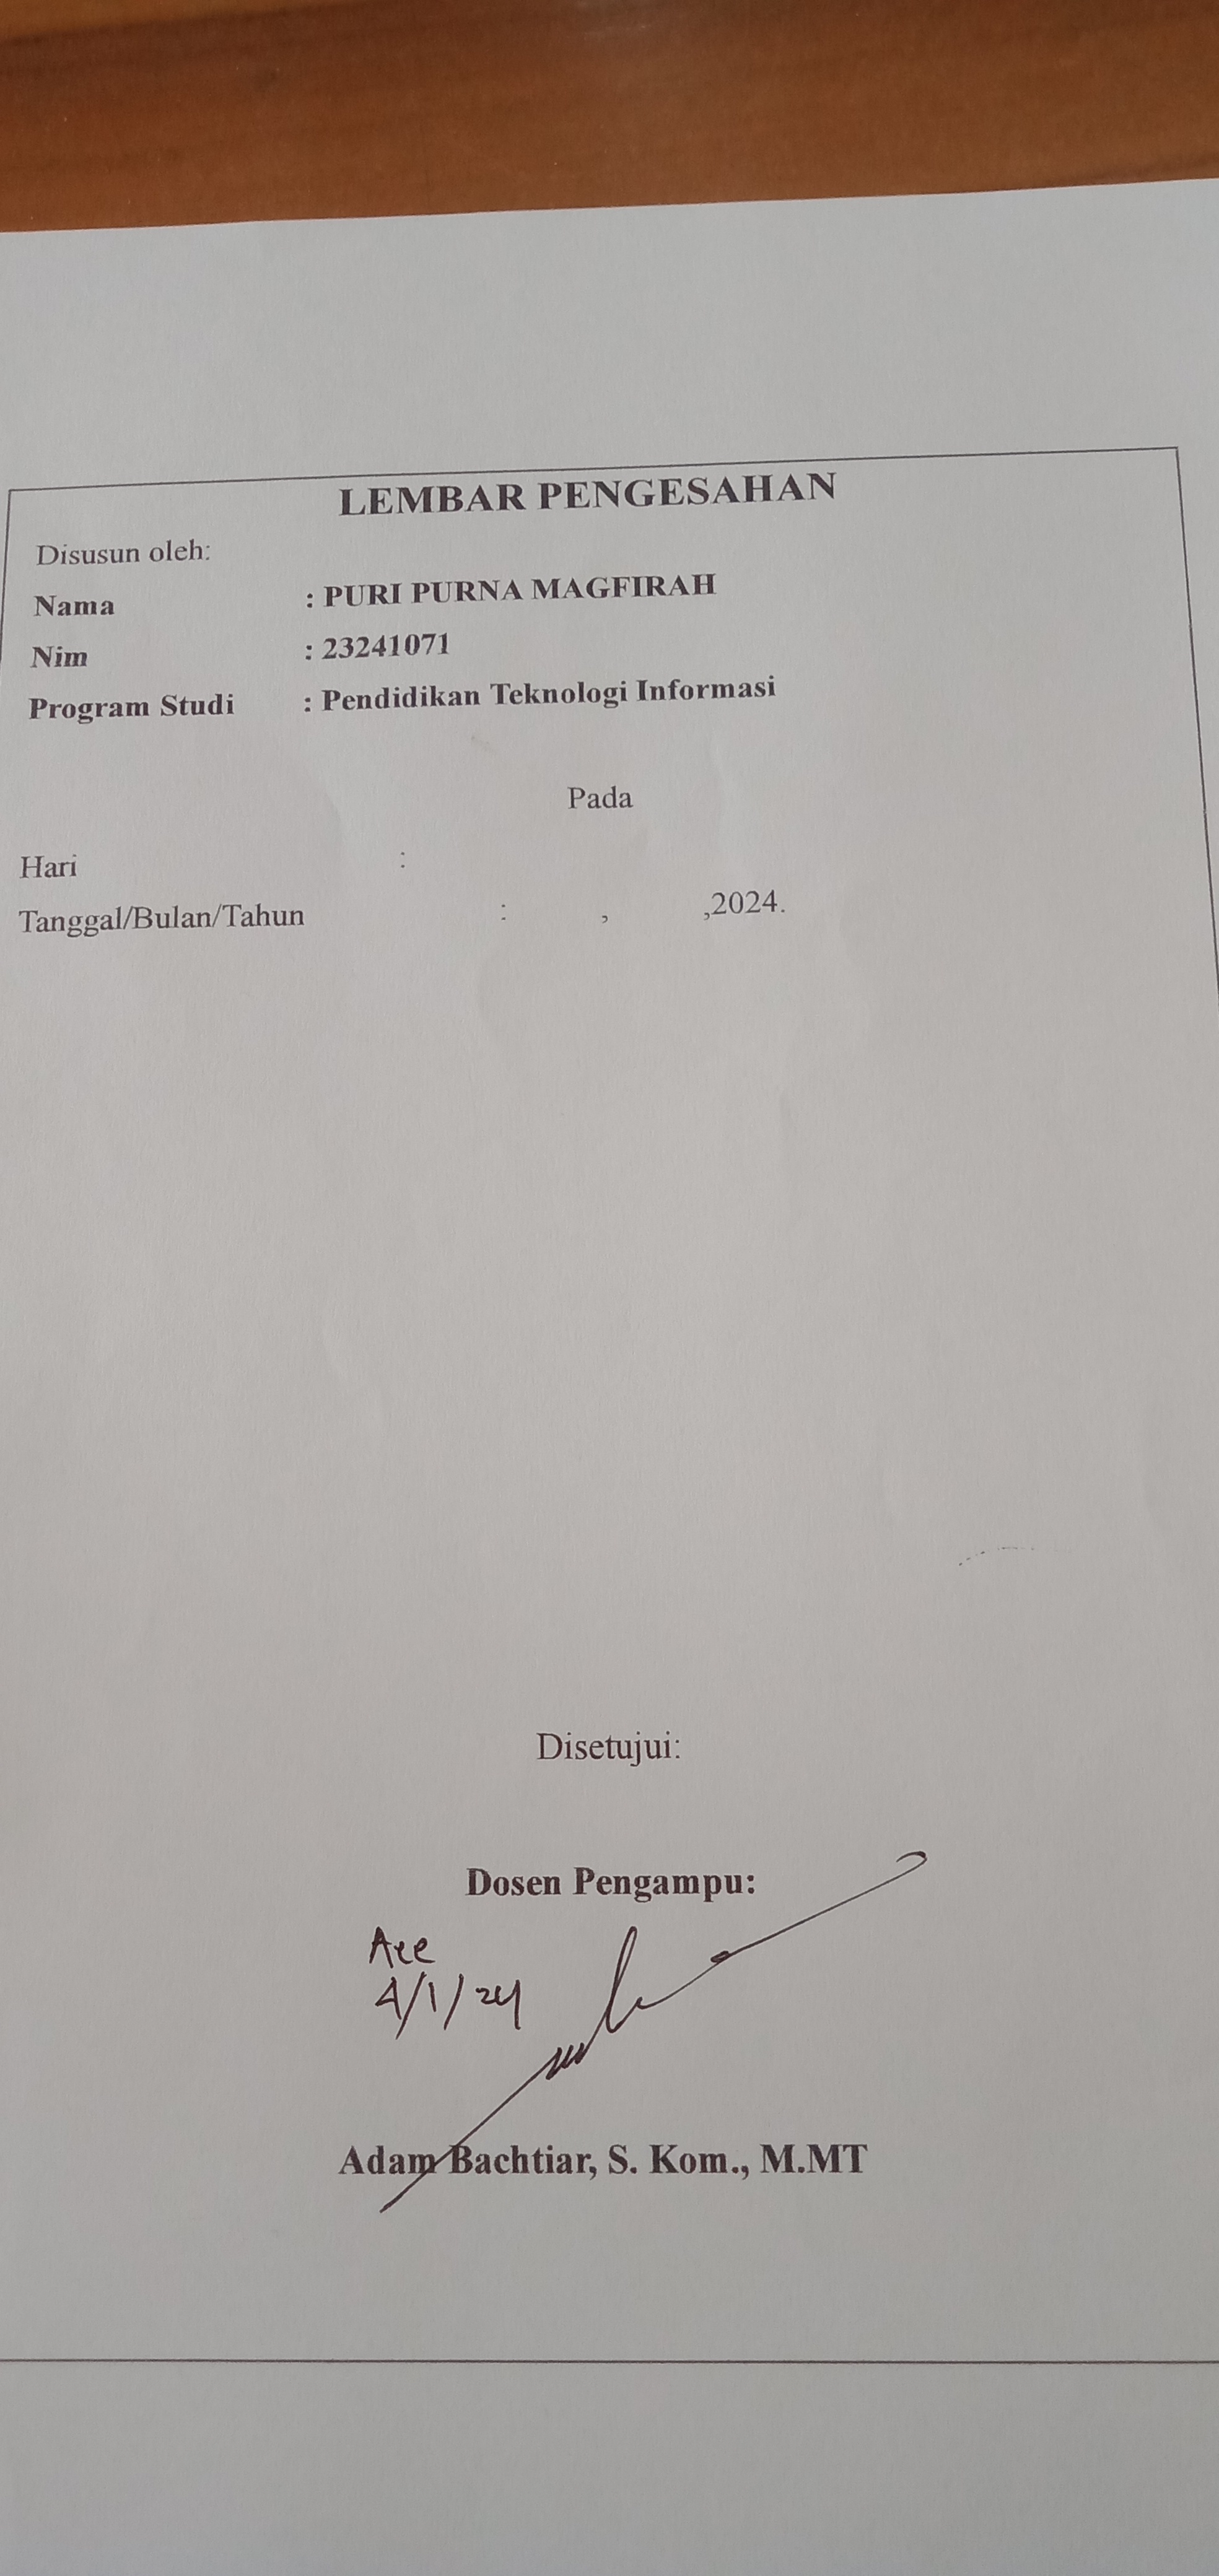 LEMBAR PENGESAHAN
Disusun oleh:
Nama : PURI PURNA MAGFIRAH
Nim : 23241071
Program Studi : Pendidikan Teknologi Informasi
Pada
Hari :
Tanggal/Bulan/Tahun : , ,2024.
Disetujui:
Dosen Pengampu:
Acc
4/1/24
Adam Bachtiar, S. Kom., M.MT